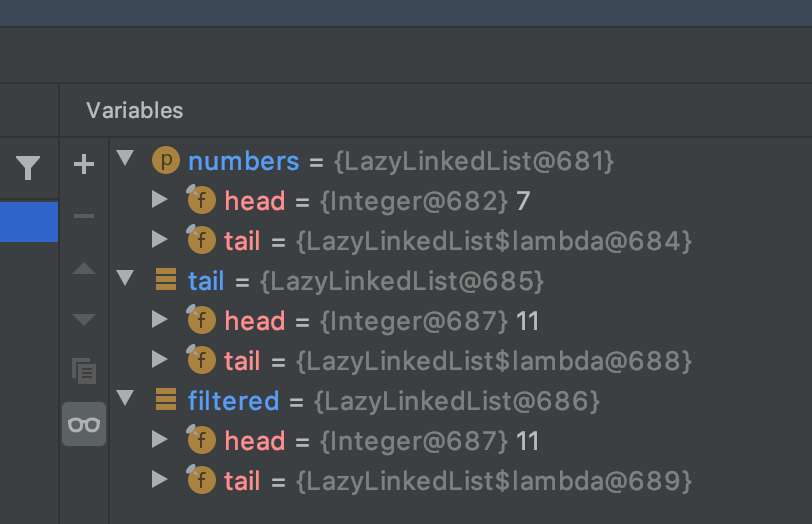 Variables
p numbers = {LazyLinkedList@681}
f head = {Integer@682} 7
f tail = {LazyLinkedList$lambda@684}
tail = {LazyLinkedList@685}
f head = {Integer@687} 11
f tail = {LazyLinkedList$lambda@688}
filtered = {LazyLinkedList@686}
f head = {Integer@687} 11
f tail = {LazyLinkedList$lambda@689}